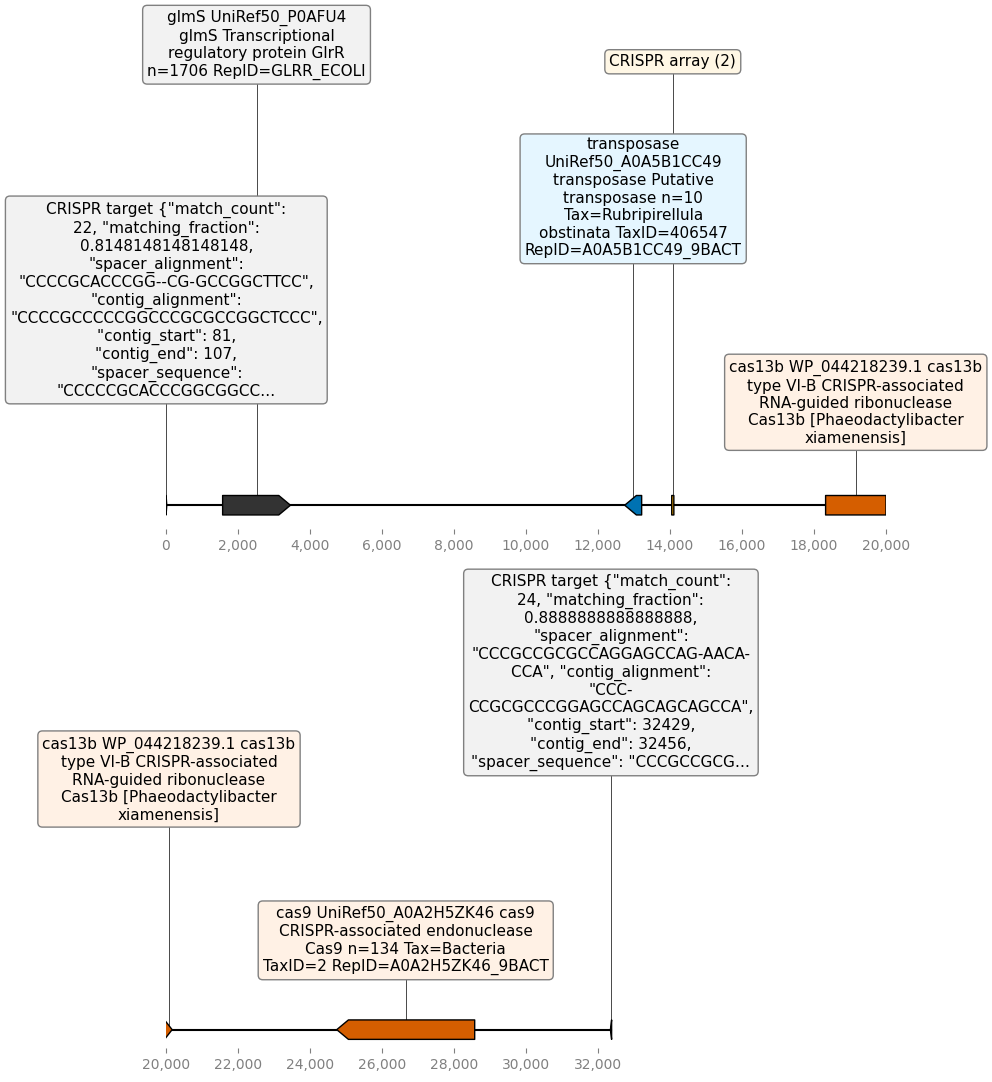 glmS UniRef50_P0AFU4
glmS Transcriptional
regulatory protein GlrR
n=1706 RepID=GLRR_ECOLI
CRISPR array (2)
transposase
UniRef50_A0A5B1CC49
transposase Putative
transposase n=10
Tax=Rubripirellula
obstinata TaxID=406547
RepID=A0A5B1CC49_9BACT
CRISPR target {"match_count":
22, "matching_fraction":
0.8148148148148148,
"spacer_alignment":
"CCCCGCACCCGG--CG-GCCGGCTTCC",
"contig_alignment":
"CCCCGCCCCCGGCCCGCGCCGGCTCCC",
"contig_start": 81,
"contig_end": 107,
"spacer_sequence":
"CCCCCGCACCCGGCGGCC...
cas13b WP_044218239.1 cas13b
type VI-B CRISPR-associated
RNA-guided ribonuclease
Cas13b [Phaeodactylibacter
xiamenensis]
0 2,000 4,000 6,000 8,000 10,000 12,000 14,000 16,000 18,000 20,000
CRISPR target {"match_count":
24, "matching_fraction":
0.8888888888888888,
"spacer_alignment":
"CCCGCCGCGCCAGGAGCCAG-AACA-
CCA", "contig_alignment":
"CCC-
CCGCGCCCGGAGCCAGCAGCAGCCA",
"contig_start": 32429,
"contig_end": 32456,
"spacer_sequence": "CCCGCCGCG...
cas13b WP_044218239.1 cas13b
type VI-B CRISPR-associated
RNA-guided ribonuclease
Cas13b [Phaeodactylibacter
xiamenensis]
cas9 UniRef50_A0A2H5ZK46 cas9
CRISPR-associated endonuclease
Cas9 n=134 Tax=Bacteria
TaxID=2 RepID=A0A2H5ZK46_9BACT
20,000 22,000 24,000 26,000 28,000 30,000 32,000